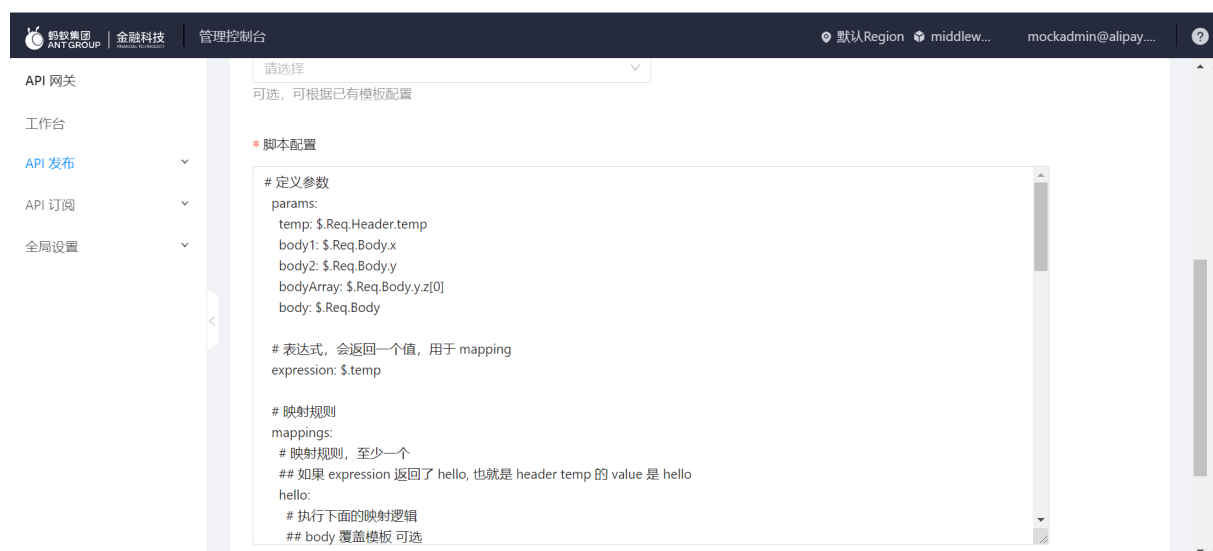 蚂蚁集团 ANT GROUP | 金融科技 FINANCIAL TECHNOLOGY 管理控制台 默认Region middlew... mockadmin@alipay.... ?
API 网关
工作台
API 发布
API 订阅
全局设置
请选择
可选，可根据已有模板配置
* 脚本配置
# 定义参数
params:
temp: $.Req.Header.temp
body1: $.Req.Body.x
body2: $.Req.Body.y
bodyArray: $.Req.Body.y.z[0]
body: $.Req.Body
# 表达式，会返回一个值，用于 mapping
expression: $.temp
# 映射规则
mappings:
# 映射规则，至少一个
## 如果 expression 返回了 hello, 也就是 header temp 的 value 是 hello
hello:
# 执行下面的映射逻辑
## body 覆盖模板 可选